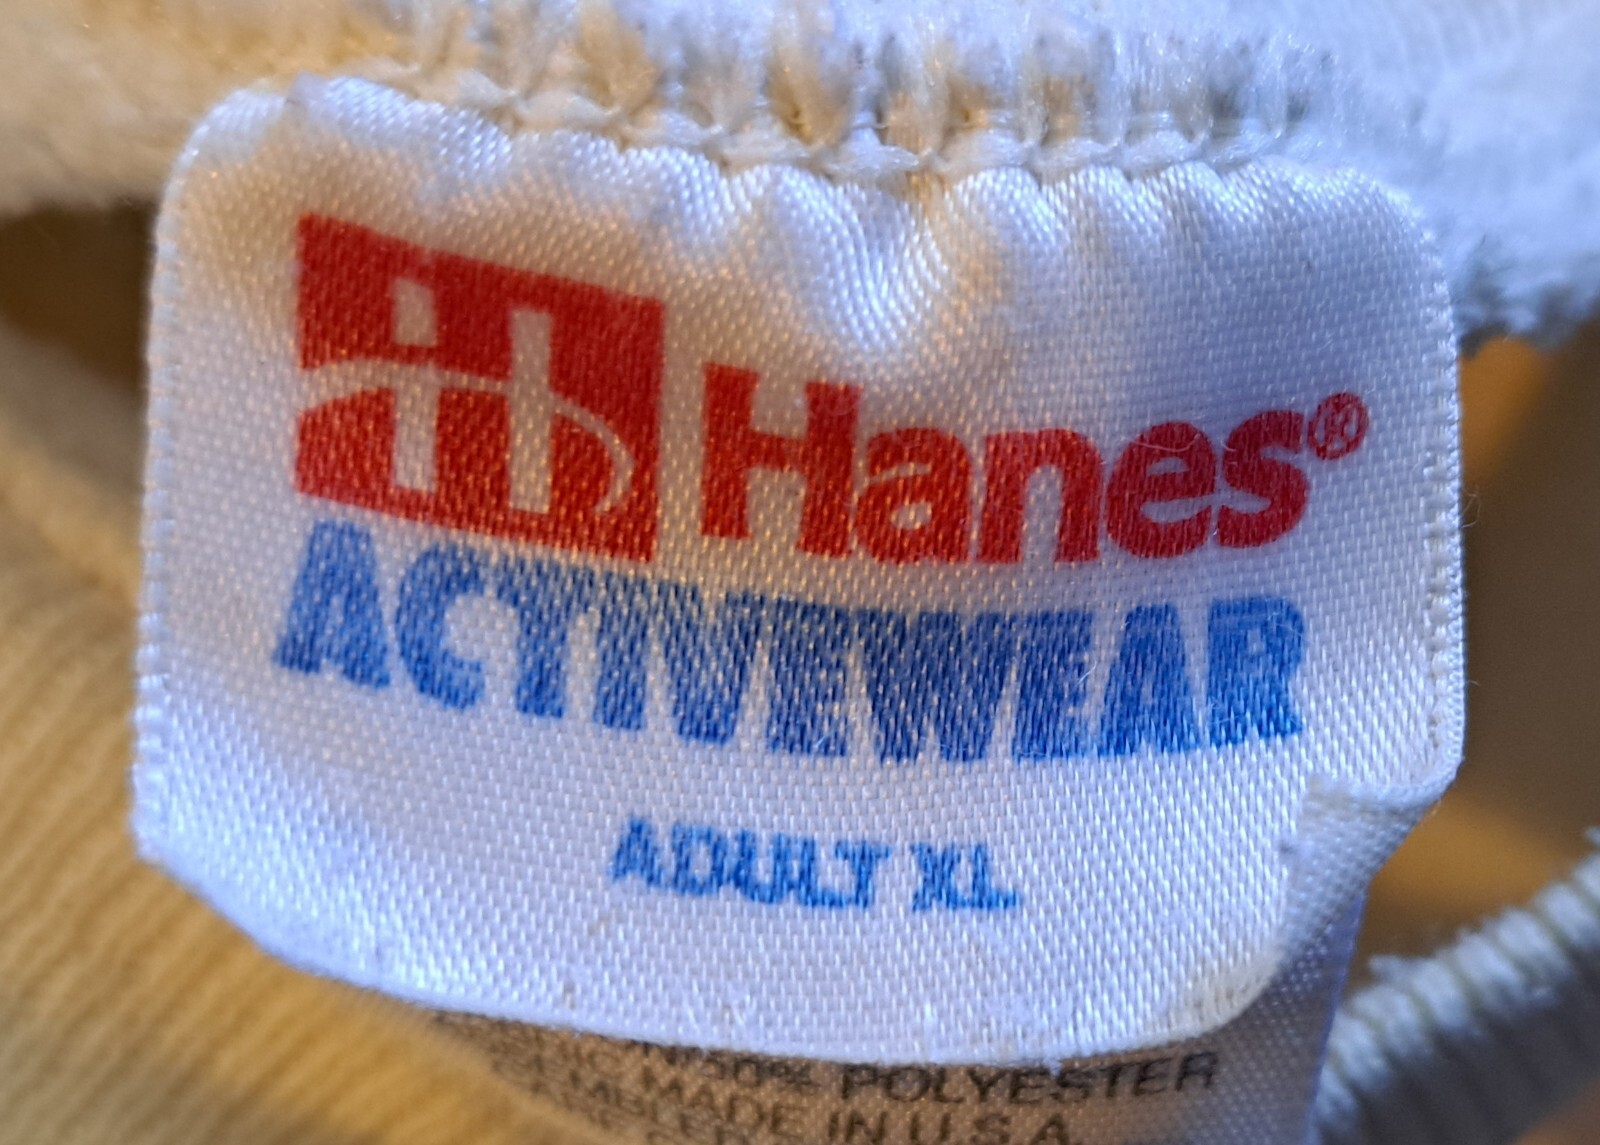 Hanes®
ACTIVEWEAR
ADULT XL
50% POLYESTER
MADE IN U.S.A.